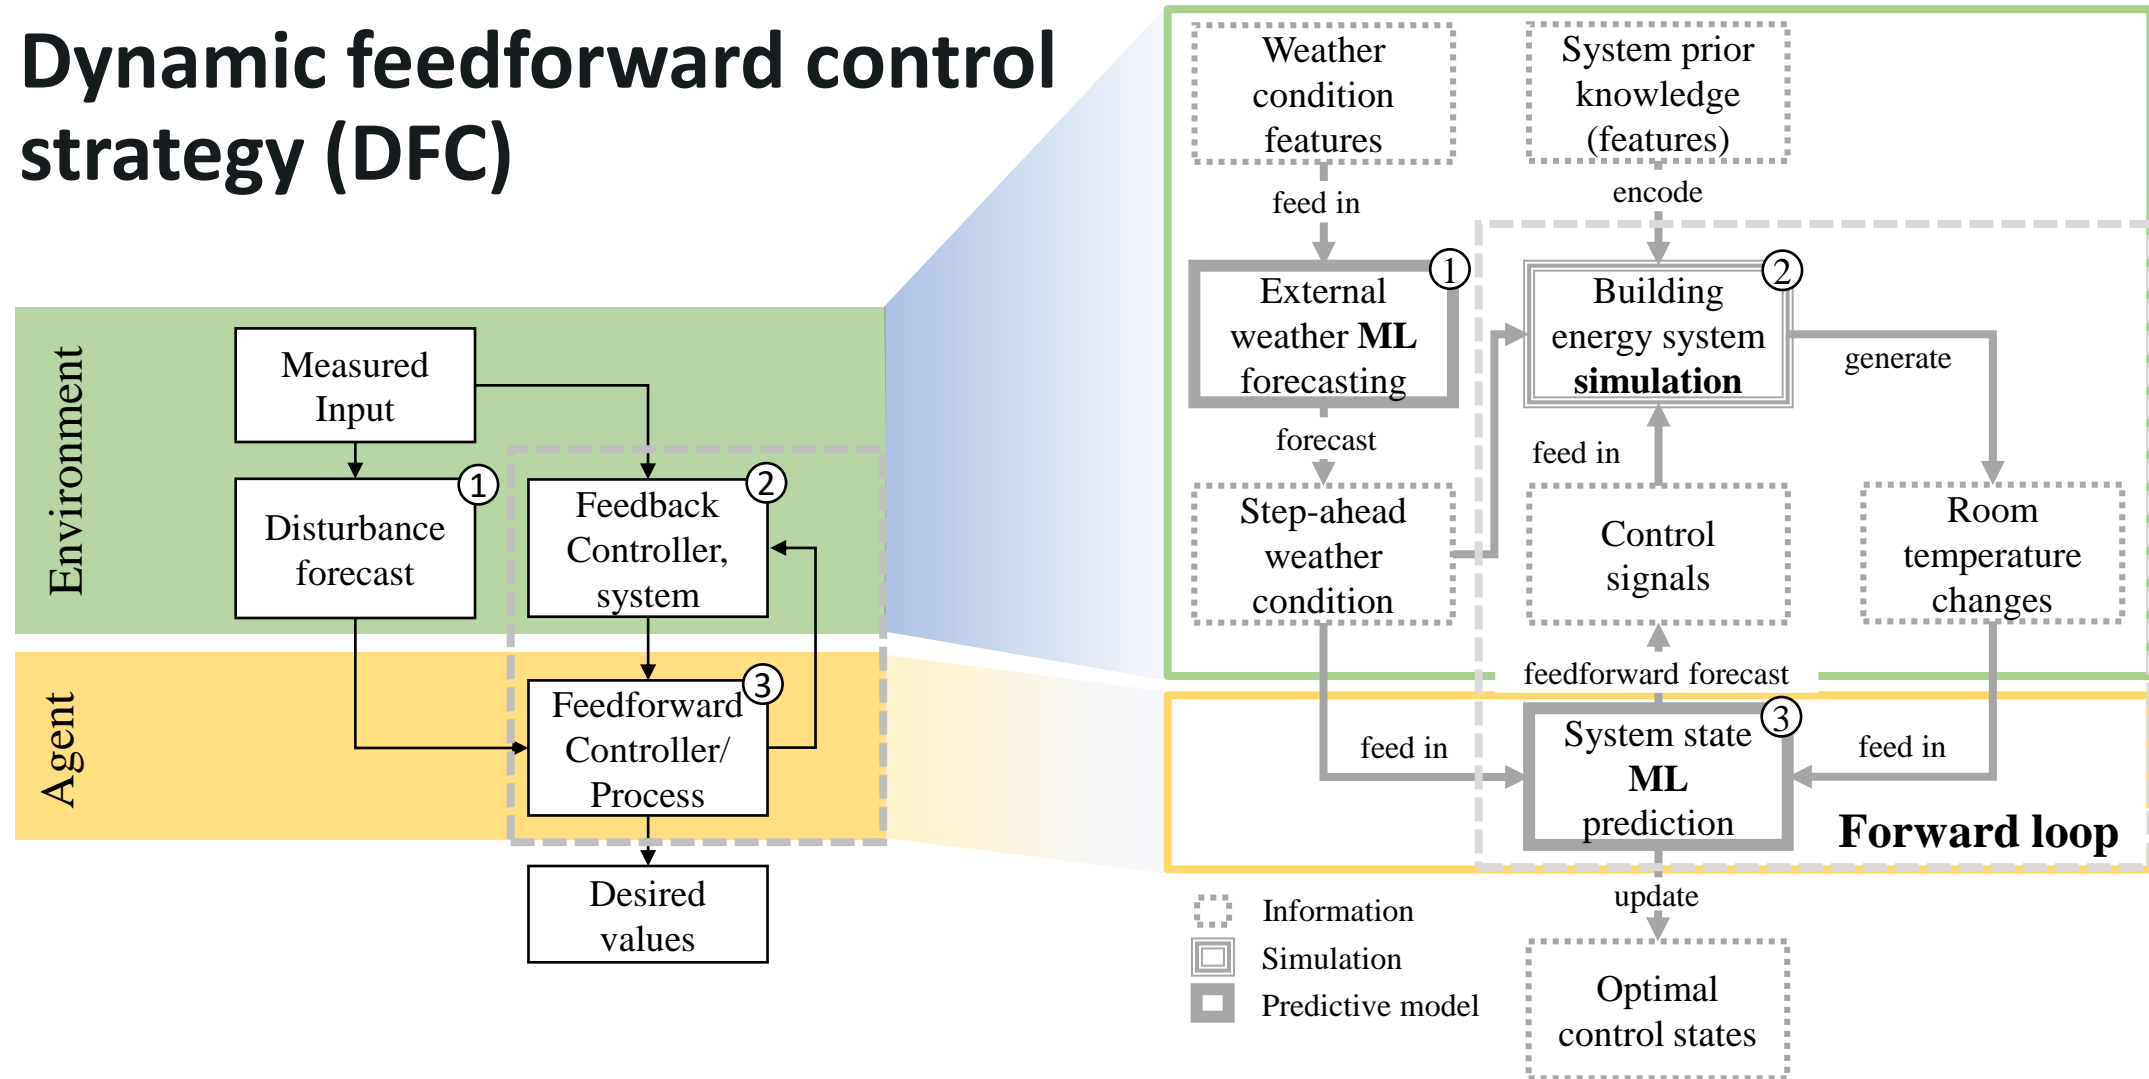 Dynamic feedforward control
strategy (DFC)
Environment
Measured
Input
1
Disturbance
forecast
2
Feedback
Controller,
system
Agent
3
Feedforward
Controller/
Process
Desired
values
Weather
condition
features
System prior
knowledge
(features)
feed in
encode
1
External
weather ML
forecasting
2
Building
energy system
simulation
generate
forecast
feed in
Step-ahead
weather
condition
Control
signals
Room
temperature
changes
feedforward forecast
feed in
3
System state
ML
prediction
feed in
Forward loop
update
Information
Simulation
Predictive model
Optimal
control states